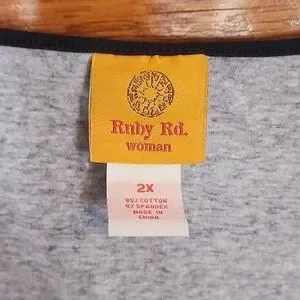 Ruby Rd.
woman
2X
95% COTTON
5% SPANDEX
MADE IN
CHINA